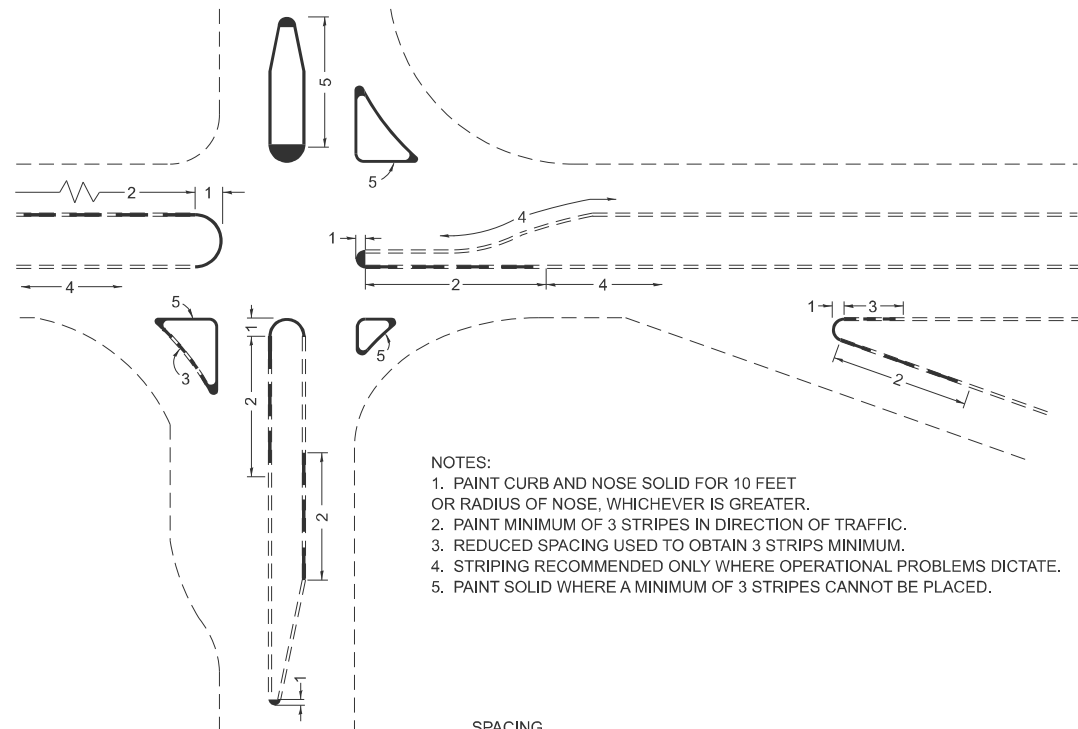 5
5
2
1
4
1
2
4
4
5
3
1
5
1
3
2
2
2
1
NOTES:
1. PAINT CURB AND NOSE SOLID FOR 10 FEET
OR RADIUS OF NOSE, WHICHEVER IS GREATER.
2. PAINT MINIMUM OF 3 STRIPES IN DIRECTION OF TRAFFIC.
3. REDUCED SPACING USED TO OBTAIN 3 STRIPS MINIMUM.
4. STRIPING RECOMMENDED ONLY WHERE OPERATIONAL PROBLEMS DICTATE.
5. PAINT SOLID WHERE A MINIMUM OF 3 STRIPES CANNOT BE PLACED.
SPACING